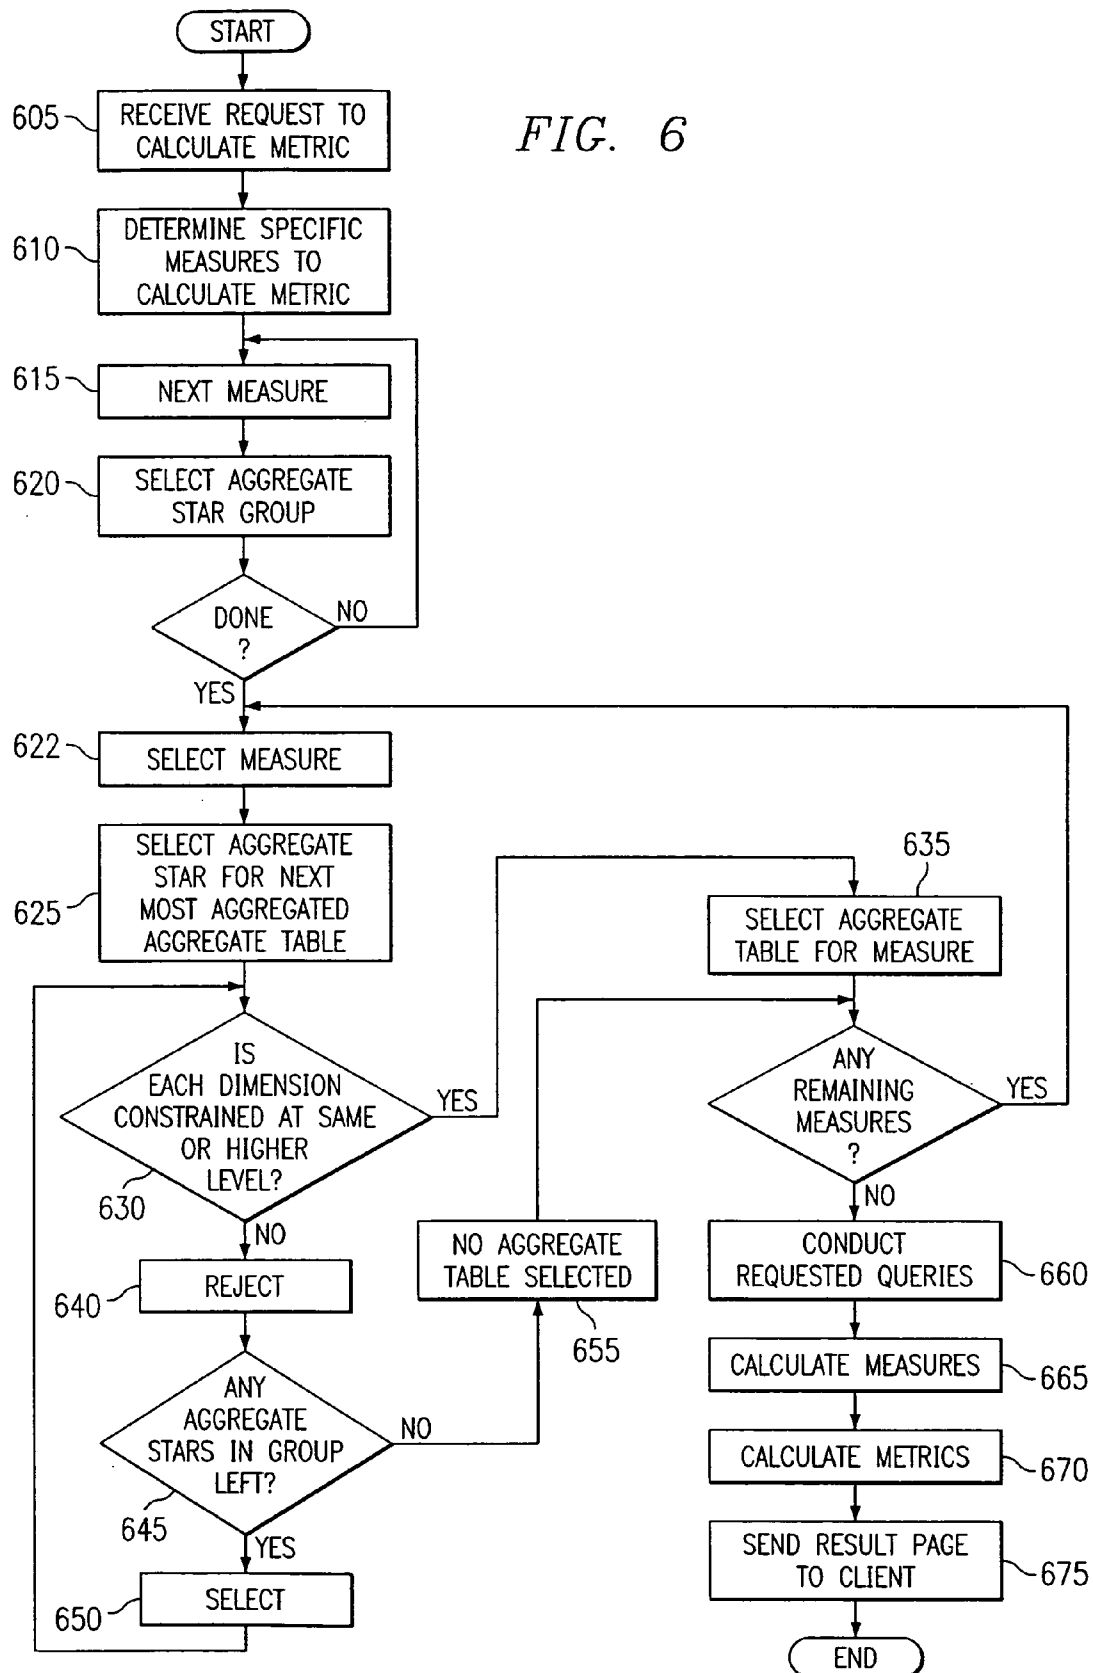 START
FIG. 6
605
RECEIVE REQUEST TO
CALCULATE METRIC
610
DETERMINE SPECIFIC
MEASURES TO
CALCULATE METRIC
615
NEXT MEASURE
620
SELECT AGGREGATE
STAR GROUP
DONE
?
NO
YES
622
SELECT MEASURE
625
SELECT AGGREGATE
STAR FOR NEXT
MOST AGGREGATED
AGGREGATE TABLE
IS
EACH DIMENSION
CONSTRAINED AT SAME
OR HIGHER
LEVEL?
630
YES
NO
640
REJECT
ANY
AGGREGATE
STARS IN GROUP
LEFT?
645
NO
YES
650
SELECT
NO AGGREGATE
TABLE SELECTED
655
635
SELECT AGGREGATE
TABLE FOR MEASURE
ANY
REMAINING
MEASURES
?
YES
NO
CONDUCT
REQUESTED QUERIES
660
CALCULATE MEASURES
665
CALCULATE METRICS
670
SEND RESULT PAGE
TO CLIENT
675
END